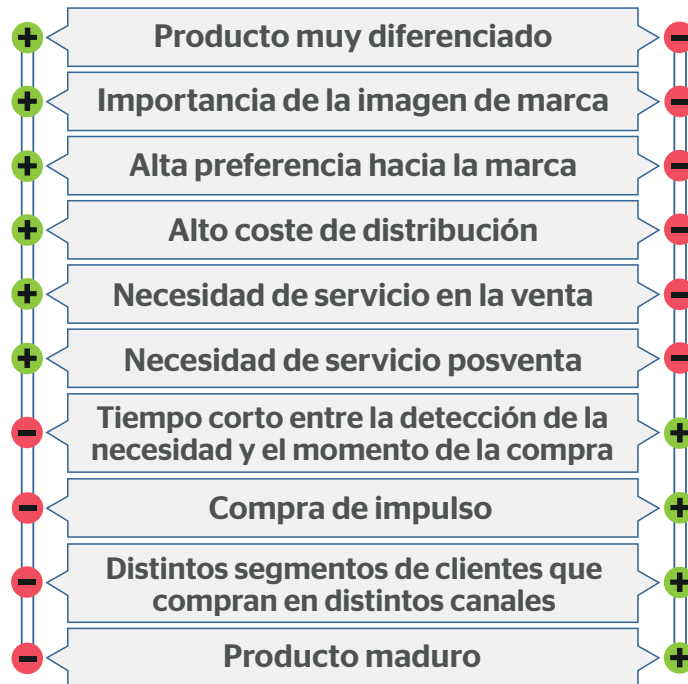 Producto muy diferenciado
Importancia de la imagen de marca
Alta preferencia hacia la marca
Alto coste de distribución
Necesidad de servicio en la venta
Necesidad de servicio posventa
Tiempo corto entre la detección de la
necesidad y el momento de la compra
Compra de impulso
Distintos segmentos de clientes que
compran en distintos canales
Producto maduro